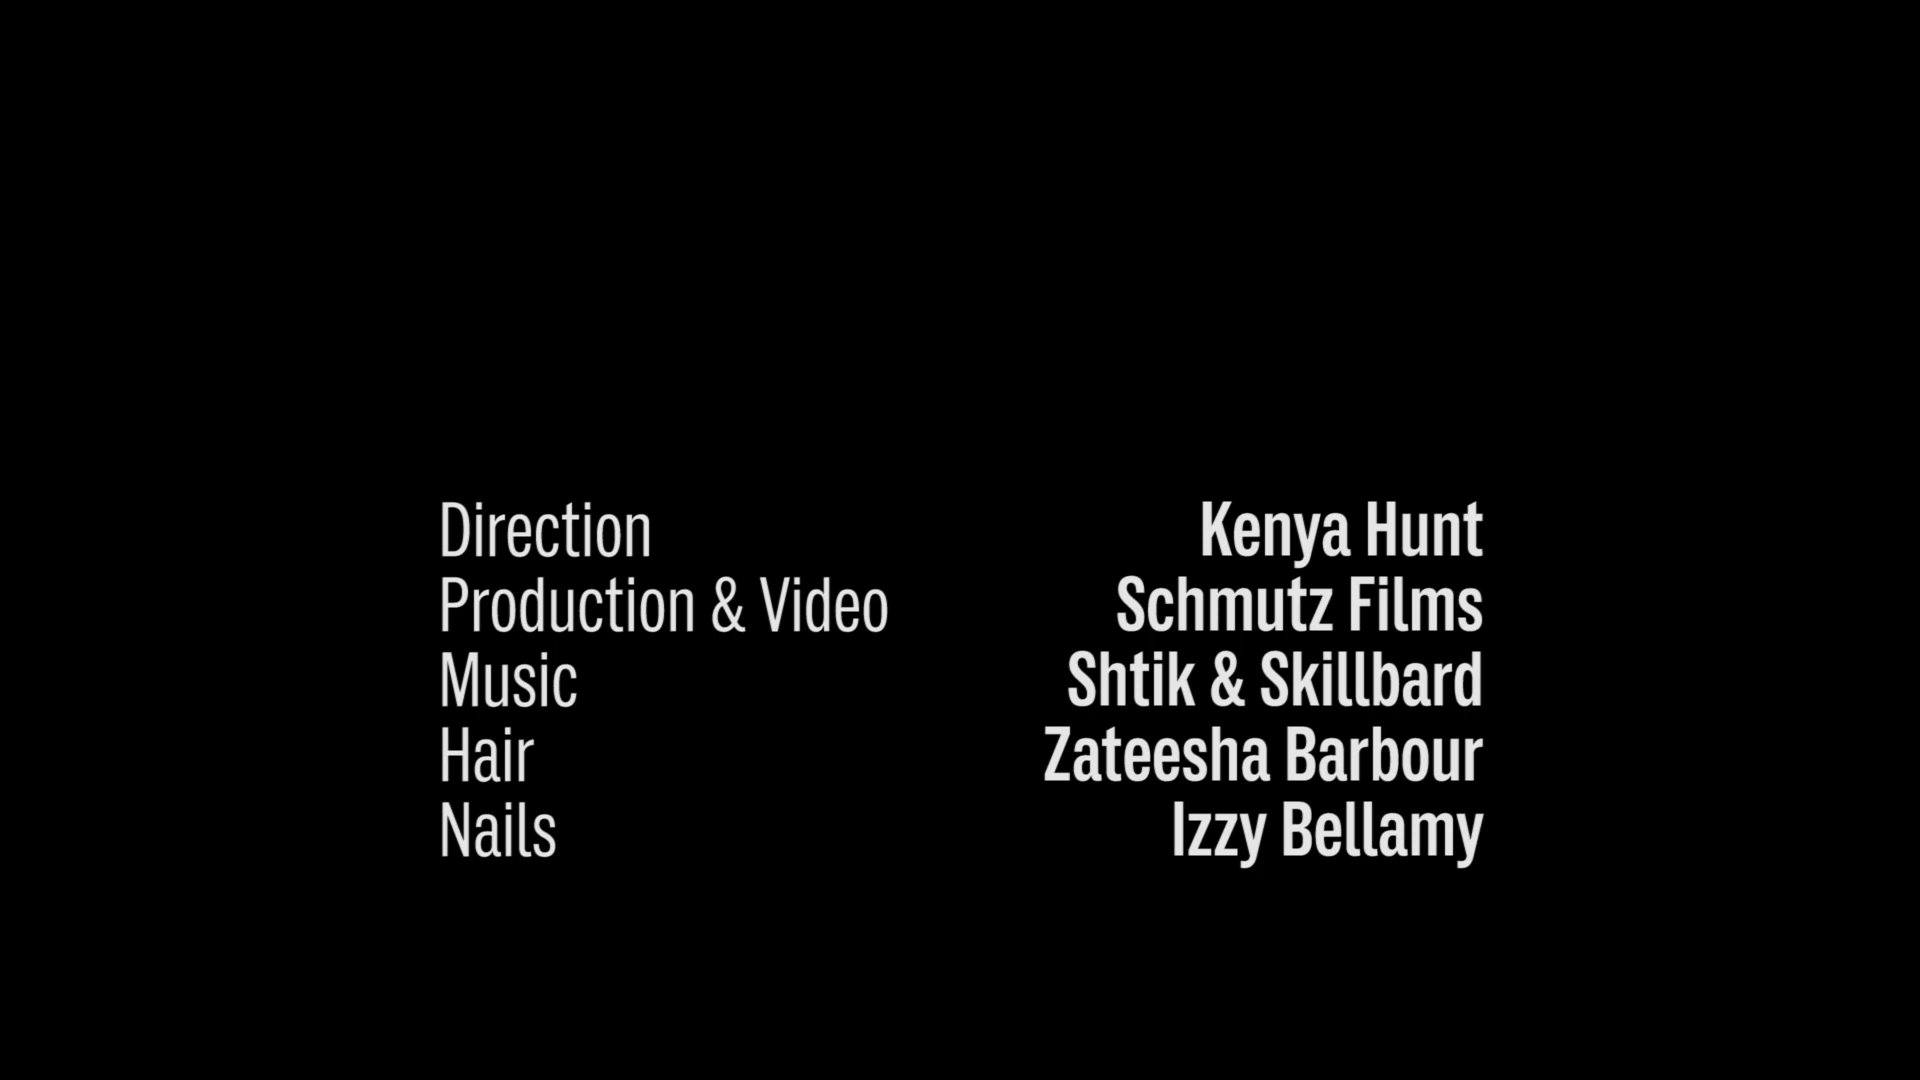 Direction Kenya Hunt
Production & Video Schmutz Films
Music Shtik & Skillbard
Hair Zateesha Barbour
Nails Izzy Bellamy